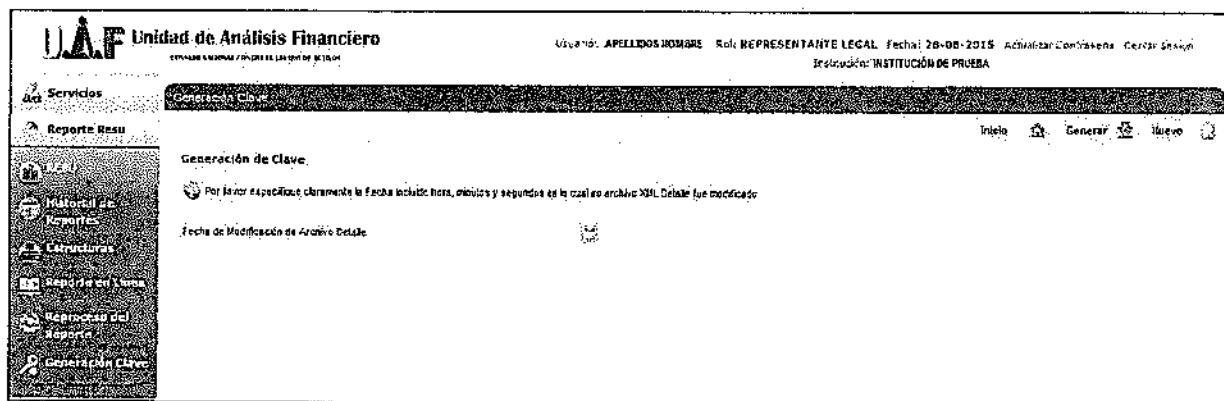 UAF Unidad de Análisis Financiero
Usuario: APELLIDOS NOMBRE Rol: REPRESENTANTE LEGAL Fecha: 28-08-2015 Actualizar Contraseña Cerrar Sesión
Institución: INSTITUCIÓN DE PRUEBA
Servicios
Generación Clave
Reporte Resu
Inicio Generar Nuevo
RESU
Generación de Clave
Por favor especifique claramente la Fecha incluido hora, minutos y segundos en la cual su archivo XML Detalle fue modificado
Historial de Reportes
Fecha de Modificación de Archivo Detalle
Estructuras
Reporte en Línea
Reproceso del Reporte
Generación Clave